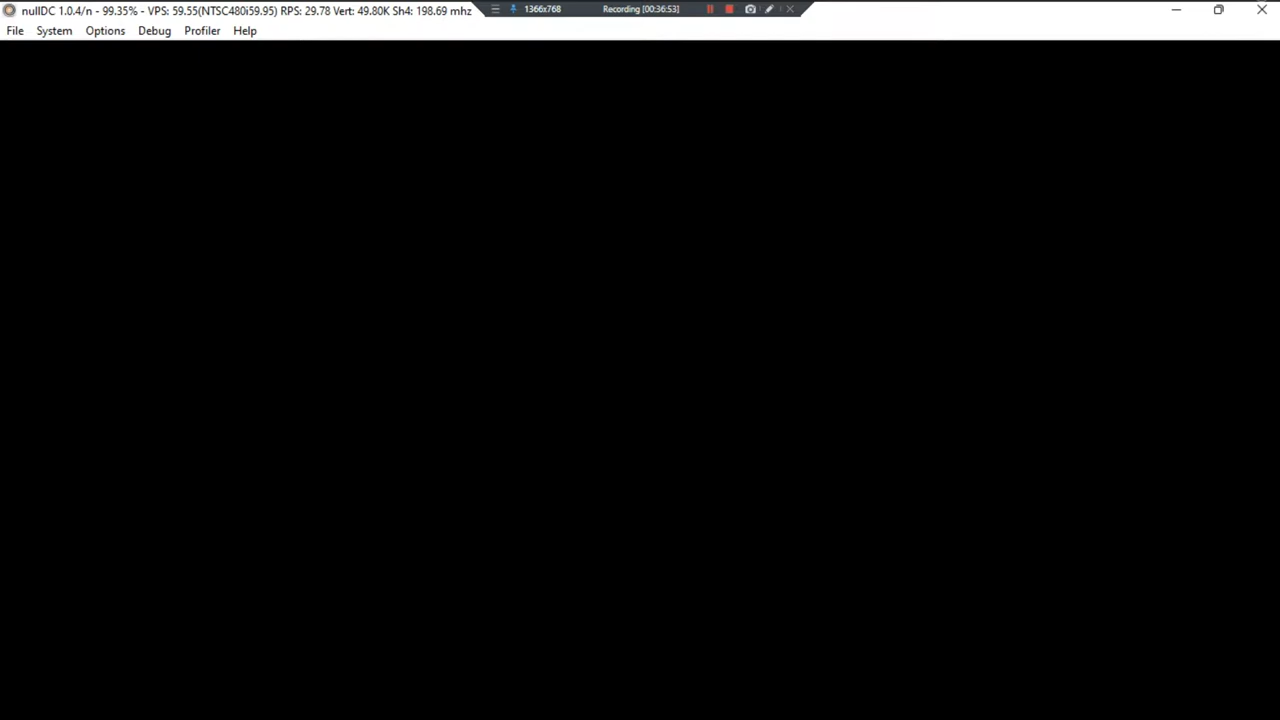 nullDC 1.0.4/n - 99.35% - VPS: 59.55(NTSC480i59.95) RPS: 29.78 Vert: 49.80K Sh4: 198.69 mhz
1366x768
Recording [00:36:53]
File System Options Debug Profiler Help